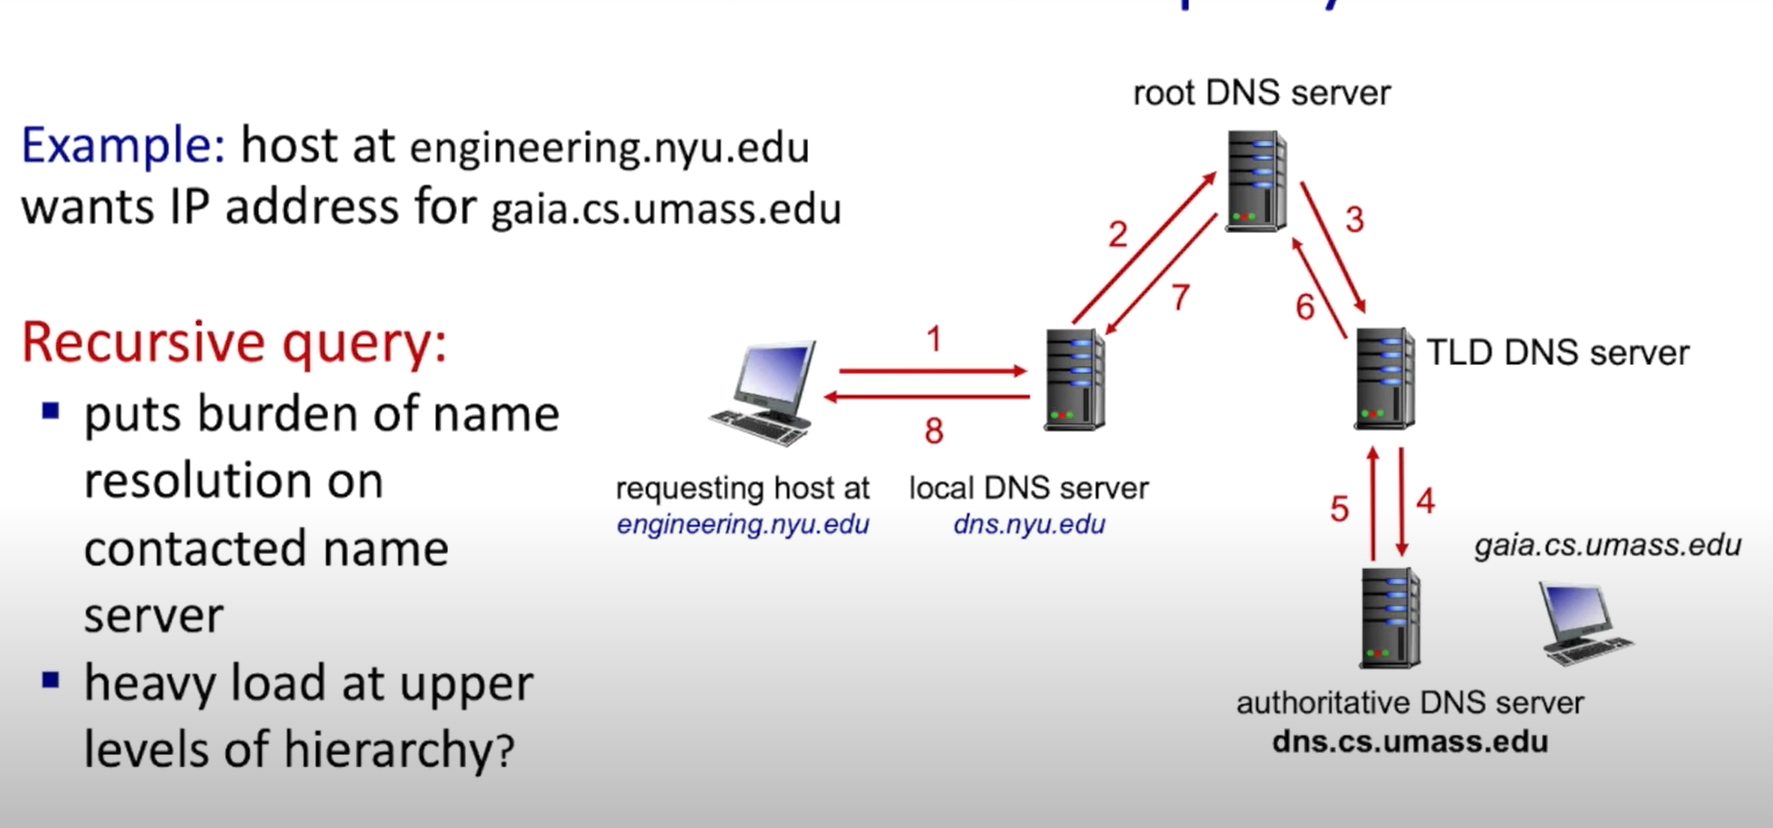 Example: host at engineering.nyu.edu
wants IP address for gaia.cs.umass.edu
Recursive query:
▪ puts burden of name
resolution on
contacted name
server
▪ heavy load at upper
levels of hierarchy?
root DNS server
2
3
7
6
1
TLD DNS server
8
requesting host at
engineering.nyu.edu
local DNS server
dns.nyu.edu
5
4
gaia.cs.umass.edu
authoritative DNS server
dns.cs.umass.edu